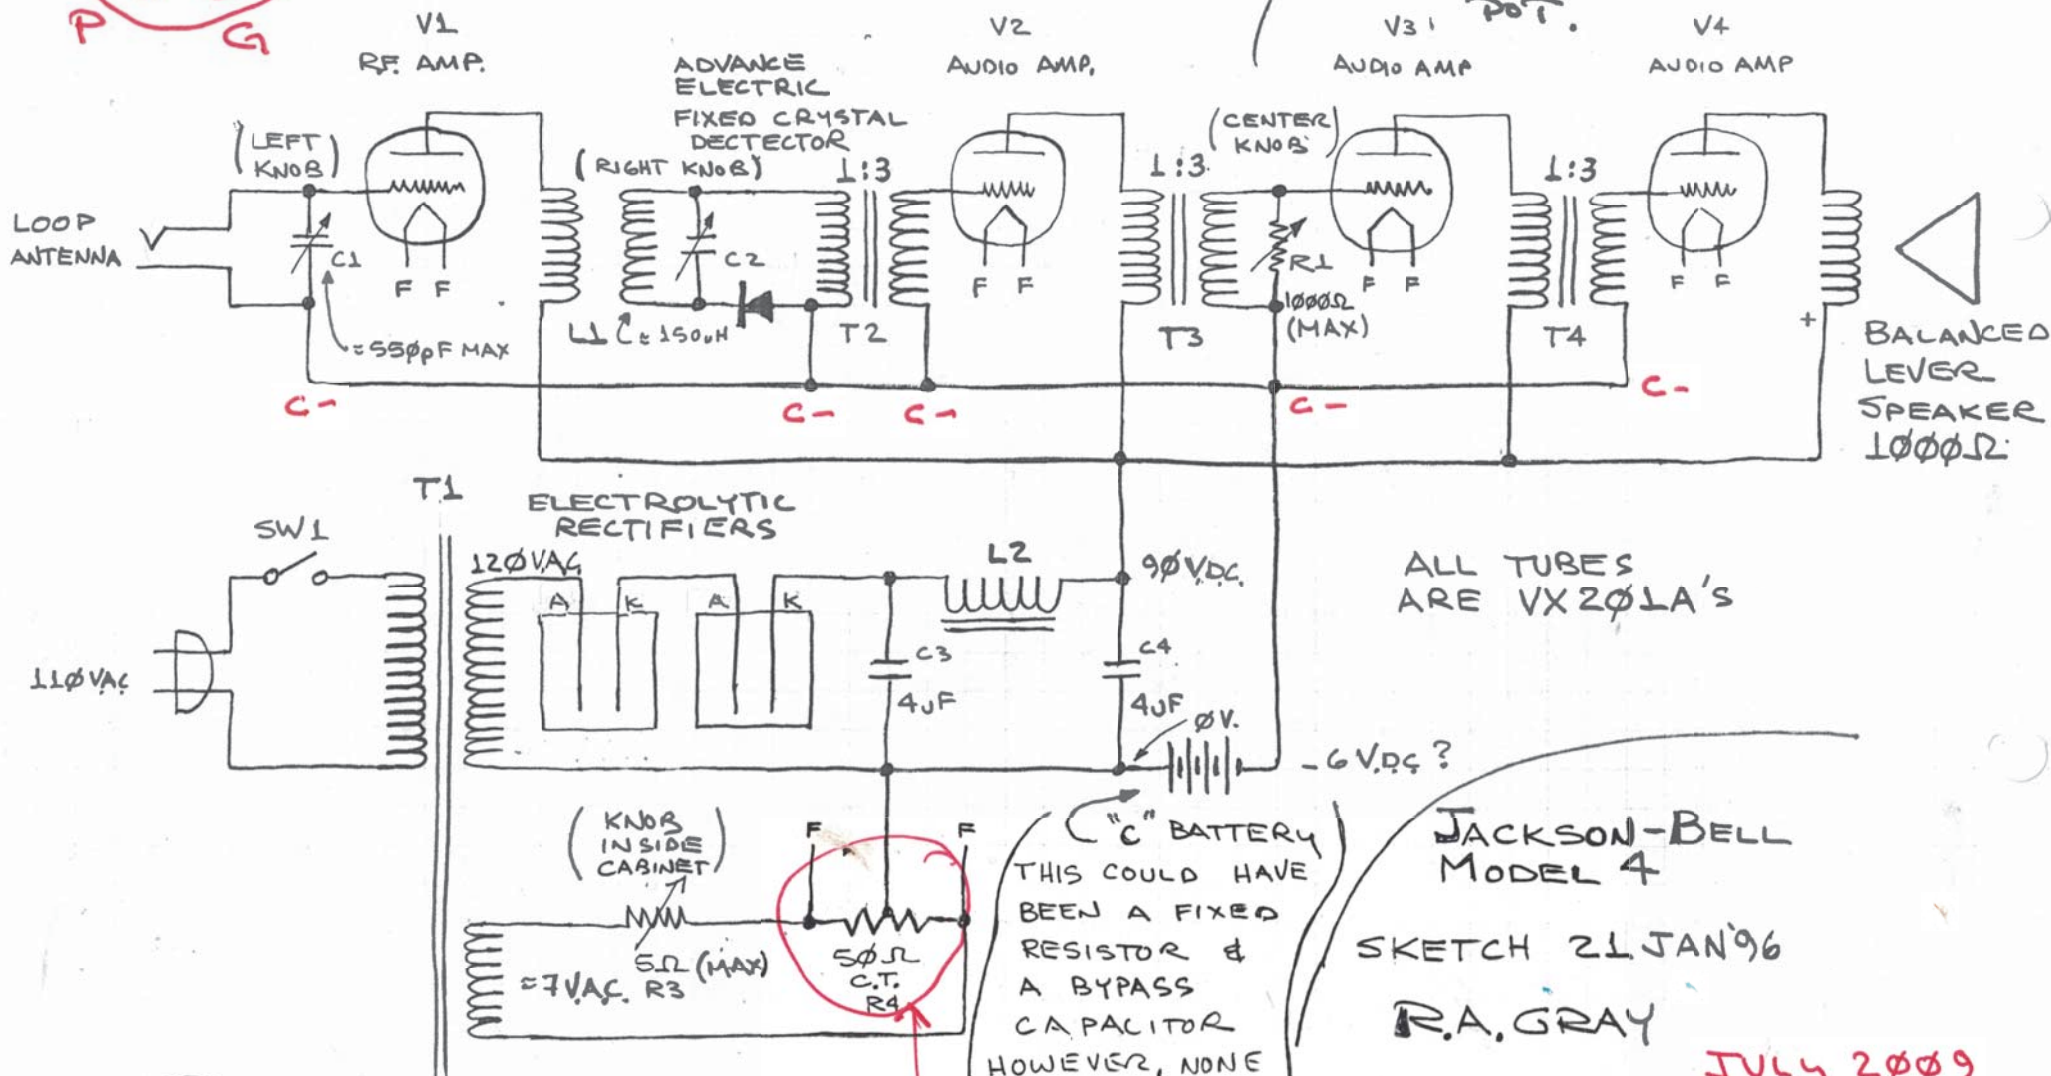 P
G
POT.
V1
RF. AMP.
V2
AUDIO AMP.
V3
AUDIO AMP
V4
AUDIO AMP
ADVANCE
ELECTRIC
FIXED CRYSTAL
DECTECTOR
(LEFT
KNOB)
(RIGHT KNOB)
1:3
1:3.
(CENTER
KNOB)
1:3
LOOP
ANTENNA
C1
F F
≈ 550pF MAX
C2
L1
≈ 150uH
T2
F F
T3
R1
1000Ω
(MAX)
F F
T4
F F
+
BALANCED
LEVER
SPEAKER
1000Ω
C-
C-
C-
C-
C-
T1
SW1
110VAC
ELECTROLYTIC
RECTIFIERS
120VAC
A K
A K
L2
90V.DC.
C3
4uF
C4
4uF
0V.
-6 V.DC ?
ALL TUBES
ARE VX201A'S
(KNOB
INSIDE
CABINET)
F
F
≈7V.AC.
5Ω (MAX)
R3
50Ω
C.T.
R4
"C" BATTERY
THIS COULD HAVE
BEEN A FIXED
RESISTOR &
A BYPASS
CAPACITOR
HOWEVER, NONE
JACKSON-BELL
MODEL 4
SKETCH 21 JAN'96
R.A. GRAY
JULY 2009